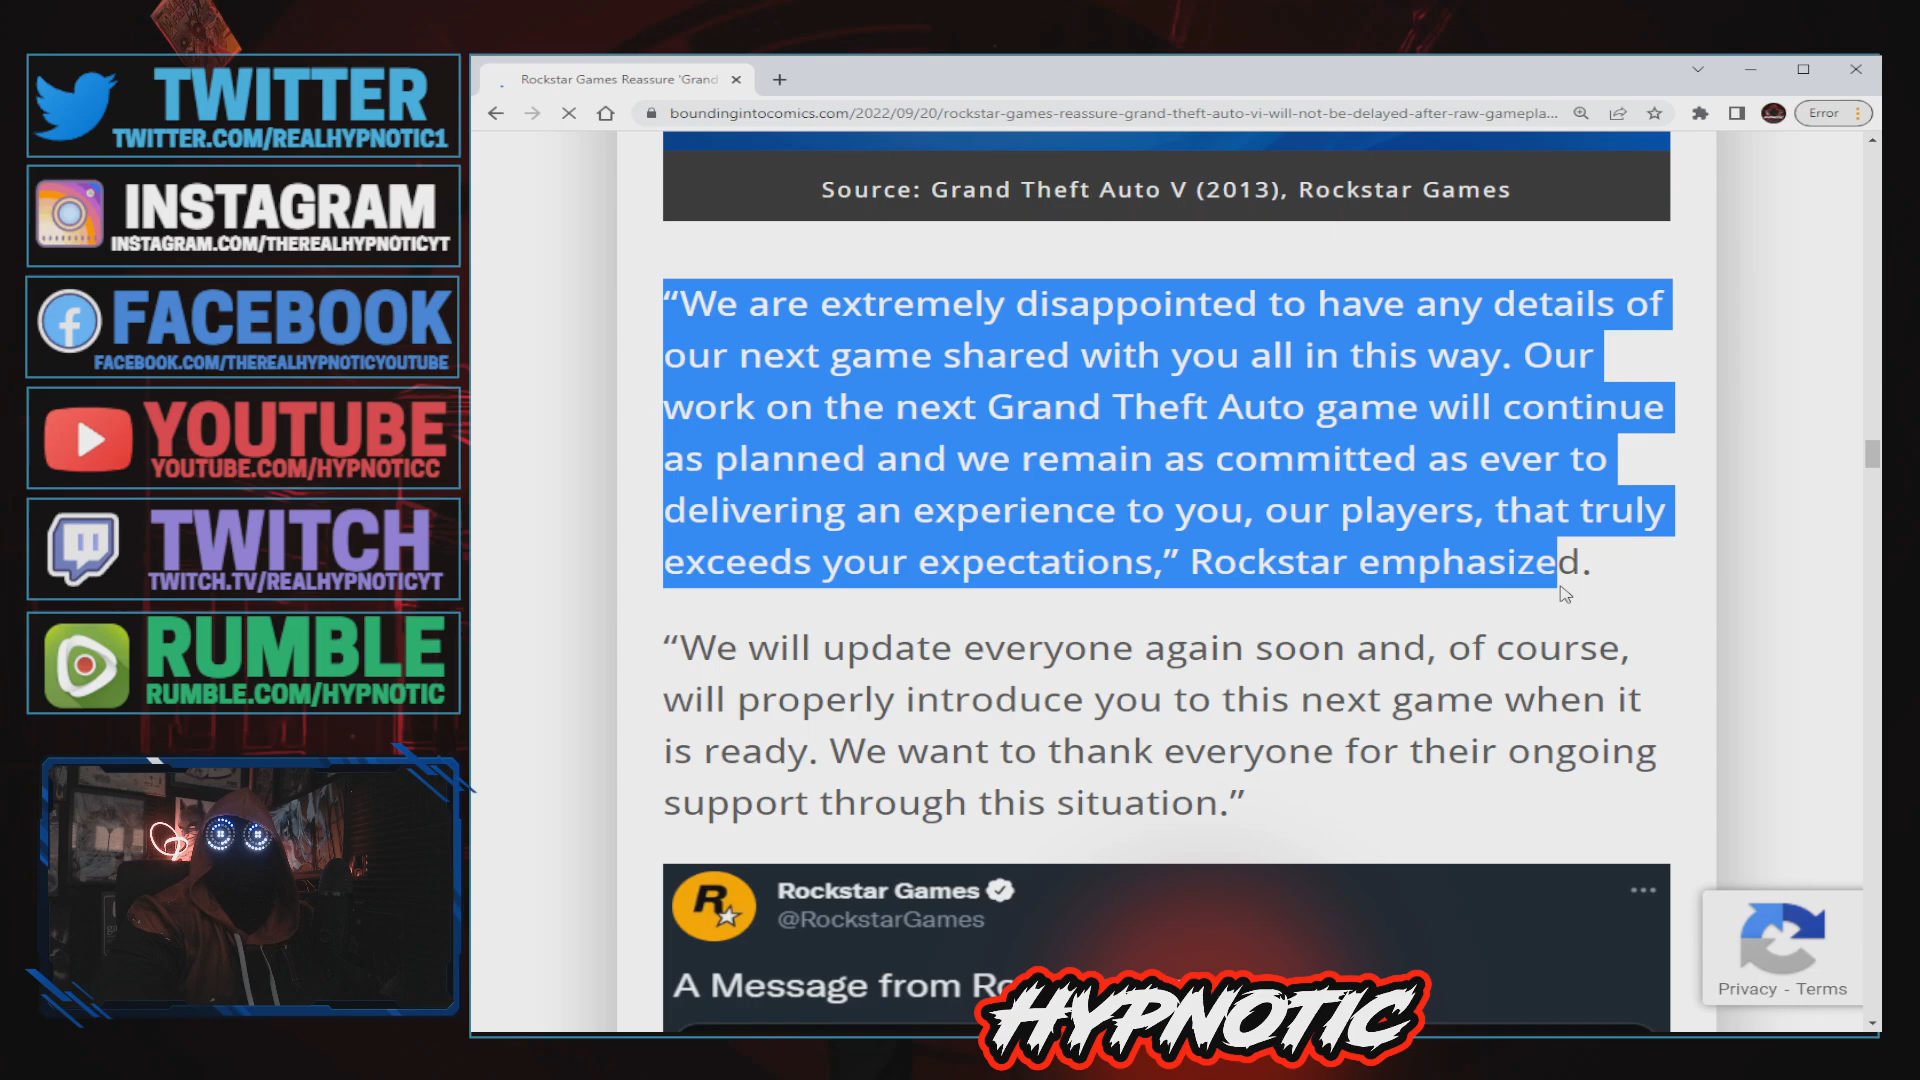 TWITTER
TWITTER.COM/REALHYPNOTIC1
INSTAGRAM
INSTAGRAM.COM/THEREALHYPNOTICYT
FACEBOOK
FACEBOOK.COM/THEREALHYPNOTICYOUTUBE
YOUTUBE
YOUTUBE.COM/HYPNOTICC
TWITCH
TWITCH.TV/REALHYPNOTICYT
RUMBLE
RUMBLE.COM/HYPNOTIC
Rockstar Games Reassure 'Grand
boundingintocomics.com/2022/09/20/rockstar-games-reassure-grand-theft-auto-vi-will-not-be-delayed-after-raw-gamepla...
Error
Source: Grand Theft Auto V (2013), Rockstar Games
“We are extremely disappointed to have any details of
our next game shared with you all in this way. Our
work on the next Grand Theft Auto game will continue
as planned and we remain as committed as ever to
delivering an experience to you, our players, that truly
exceeds your expectations,” Rockstar emphasized.
“We will update everyone again soon and, of course,
will properly introduce you to this next game when it
is ready. We want to thank everyone for their ongoing
support through this situation.”
R
Rockstar Games
@RockstarGames
A Message from Ro
HYPNOTIC
Privacy - Terms